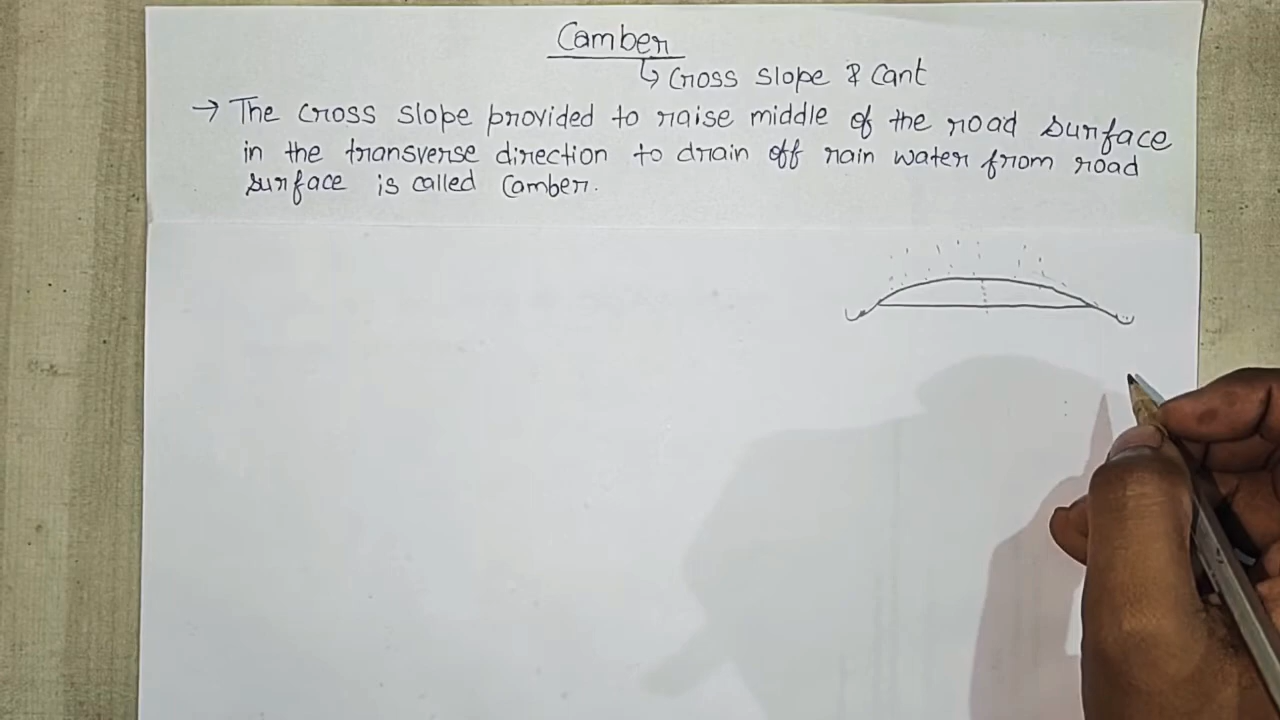 Camber
↳ Cross slope & Cant
→ The cross slope provided to raise middle of the road surface
in the transverse direction to drain off rain water from road
surface is called Camber.